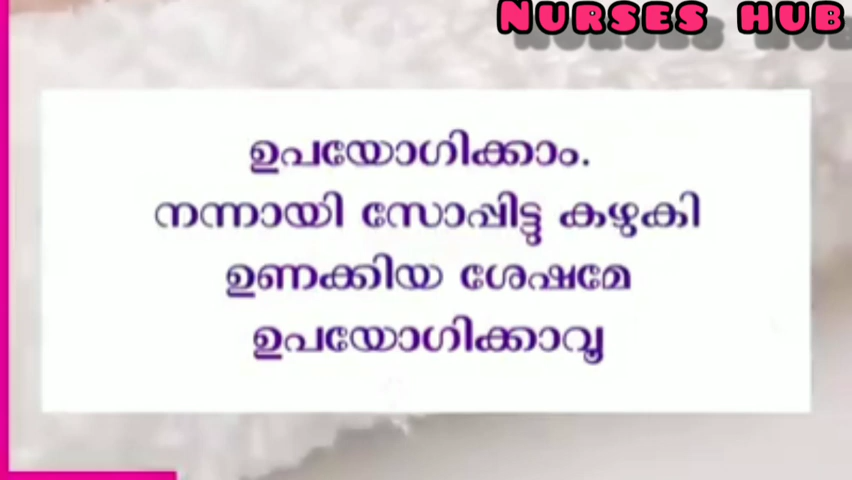 NURSES HUB
ഉപയോഗിക്കാം.
നന്നായി സോപ്പിട്ടു കഴുകി
ഉണക്കിയ ശേഷമേ
ഉപയോഗിക്കാവൂ